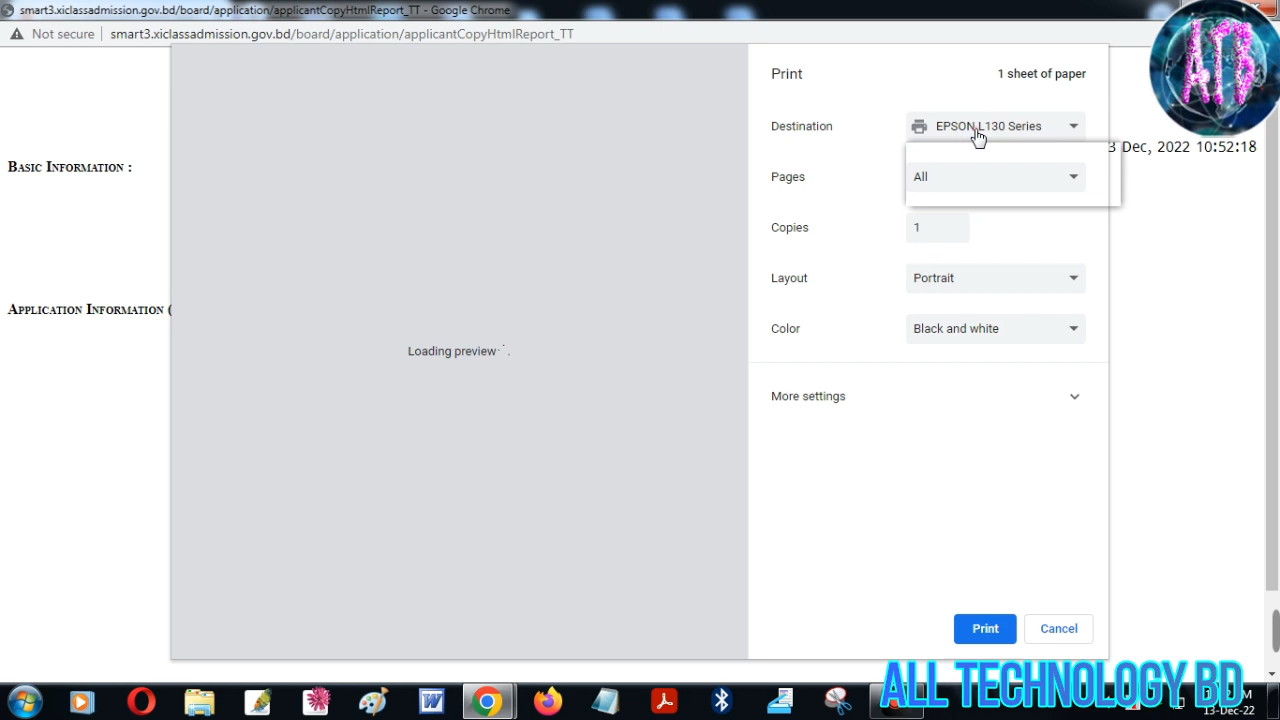 smart3.xiclassadmission.gov.bd/board/application/applicantCopyHtmlReport_TT - Google Chrome
Not secure | smart3.xiclassadmission.gov.bd/board/application/applicantCopyHtmlReport_TT
ATD
Print 1 sheet of paper
Destination EPSON L130 Series
Dec, 2022 10:52:18
BASIC INFORMATION :
Pages All
Copies 1
Layout Portrait
APPLICATION INFORMATION (
Color Black and white
Loading preview
More settings
Print Cancel
ALL TECHNOLOGY BD
13-Dec-22